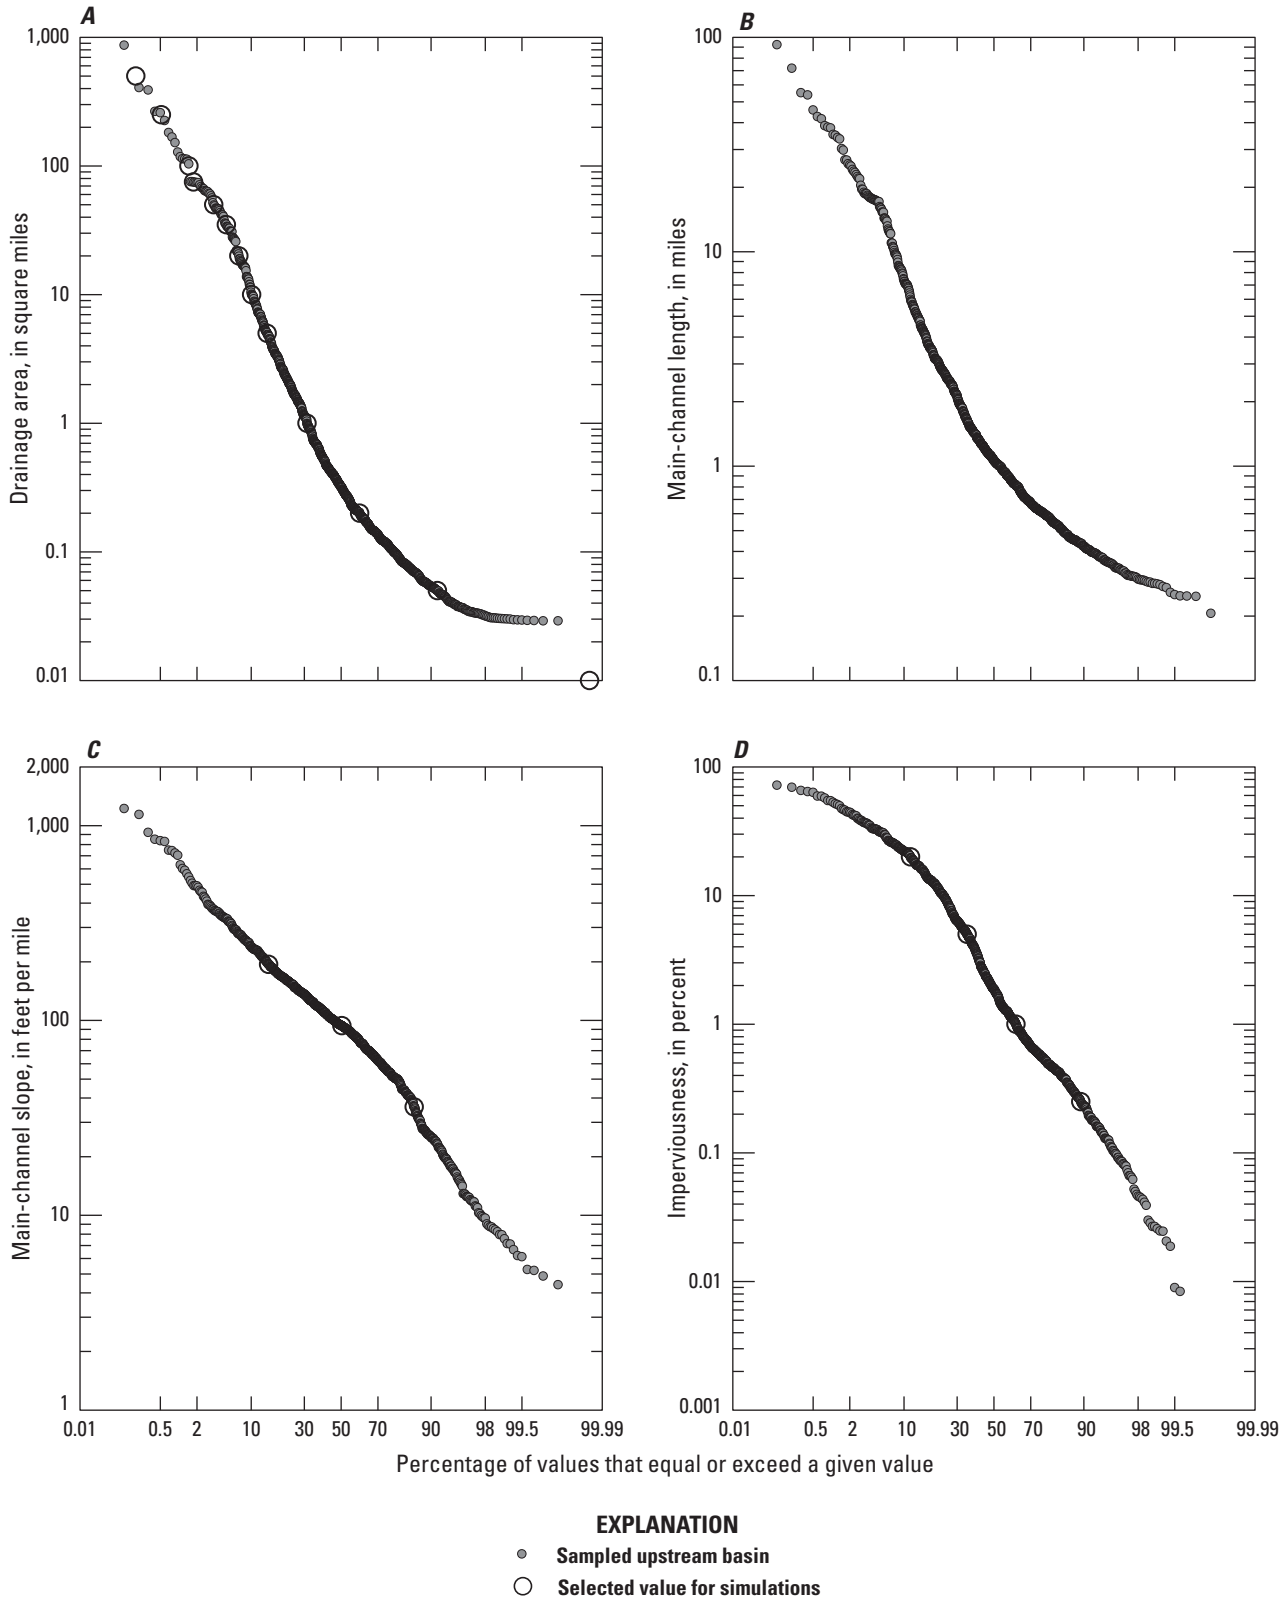 A
1,000
100
10
1
0.1
0.01
Drainage area, in square miles
B
100
10
1
0.1
Main-channel length, in miles
C
2,000
1,000
100
10
1
Main-channel slope, in feet per mile
0.01 0.5 2 10 30 50 70 90 98 99.5 99.99
D
100
10
1
0.1
0.01
0.001
Imperviousness, in percent
0.01 0.5 2 10 30 50 70 90 98 99.5 99.99
Percentage of values that equal or exceed a given value
EXPLANATION
Sampled upstream basin
Selected value for simulations